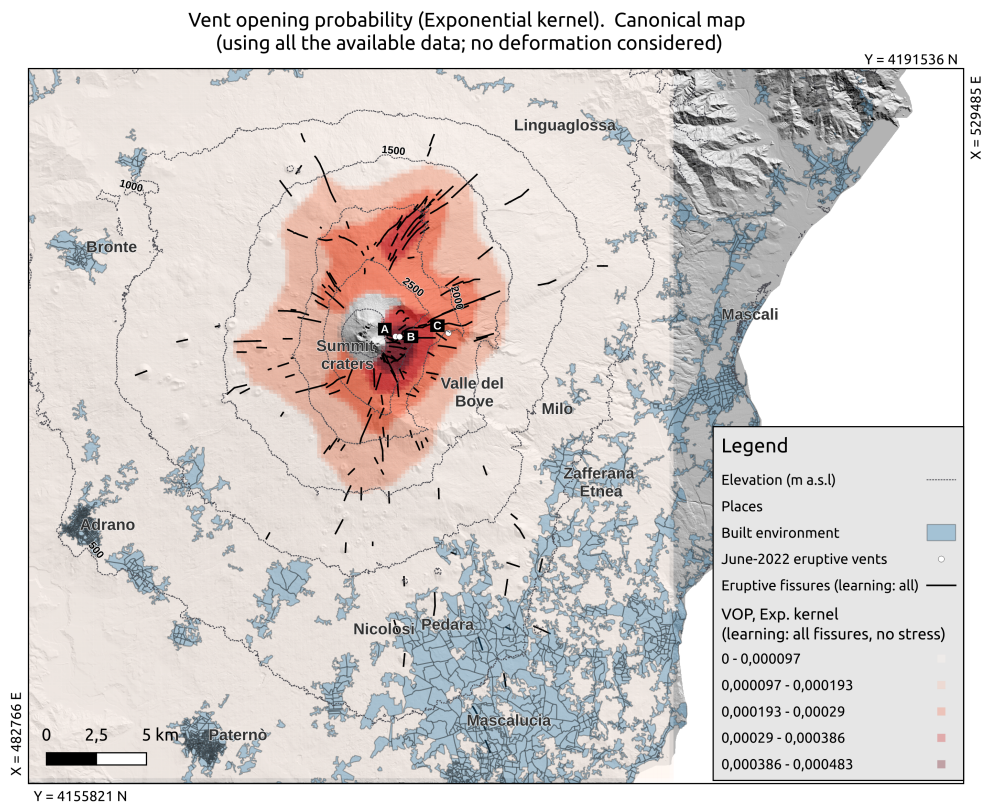 Vent opening probability (Exponential kernel).  Canonical map
(using all the available data; no deformation considered)
Y = 4191536 N
X = 529485 E
Linguaglossa
1500
1000
Bronte
2500
2000
A
B
C
Summit
craters
Mascali
Valle del
Bove
Milo
Zafferana
Etnea
Adrano
500
Nicolosi
Pedara
Mascalucia
Paternò
0
2,5
5 km
X = 482766 E
Y = 4155821 N
Legend
Elevation (m a.s.l)
Places
Built environment
June-2022 eruptive vents
Eruptive fissures (learning: all)
VOP, Exp. kernel
(learning: all fissures, no stress)
0 - 0,000097
0,000097 - 0,000193
0,000193 - 0,00029
0,00029 - 0,000386
0,000386 - 0,000483